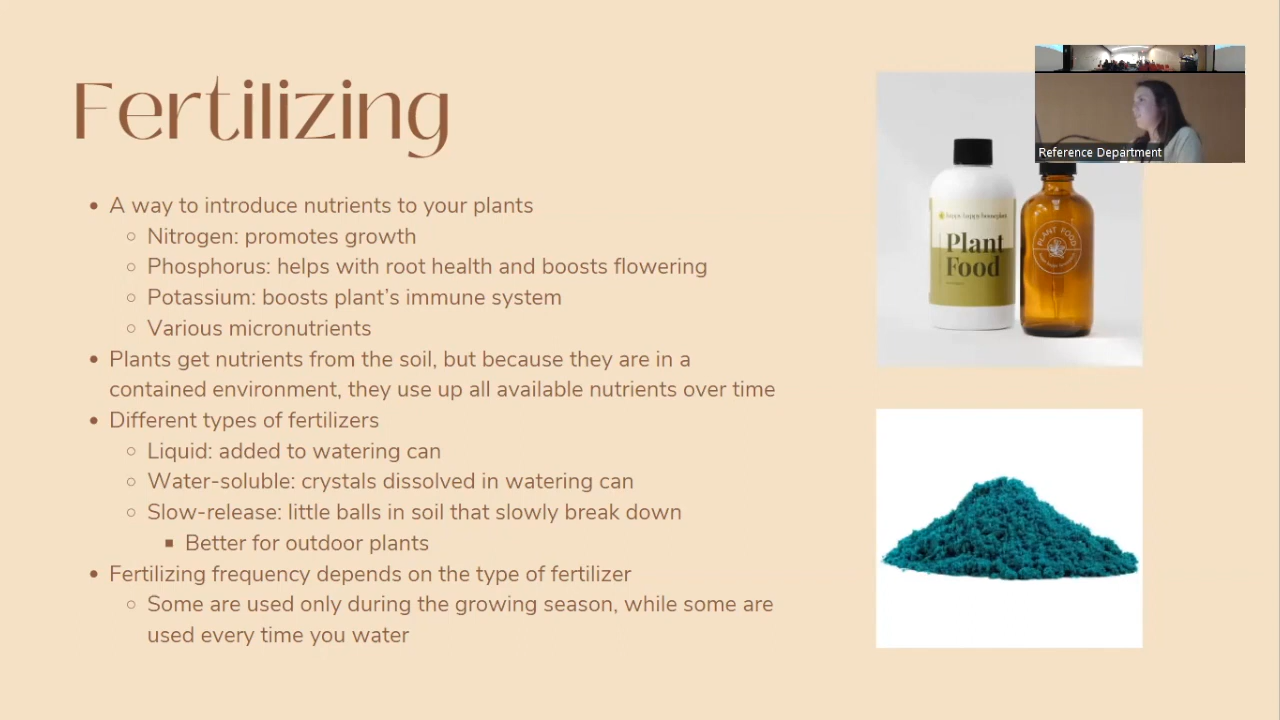 Fertilizing
Reference Department
• A way to introduce nutrients to your plants
○ Nitrogen: promotes growth
○ Phosphorus: helps with root health and boosts flowering
○ Potassium: boosts plant's immune system
○ Various micronutrients
• Plants get nutrients from the soil, but because they are in a
contained environment, they use up all available nutrients over time
• Different types of fertilizers
○ Liquid: added to watering can
○ Water-soluble: crystals dissolved in watering can
○ Slow-release: little balls in soil that slowly break down
▪ Better for outdoor plants
• Fertilizing frequency depends on the type of fertilizer
○ Some are used only during the growing season, while some are
used every time you water
happy happy houseplant
Plant
Food
PLANT FOOD